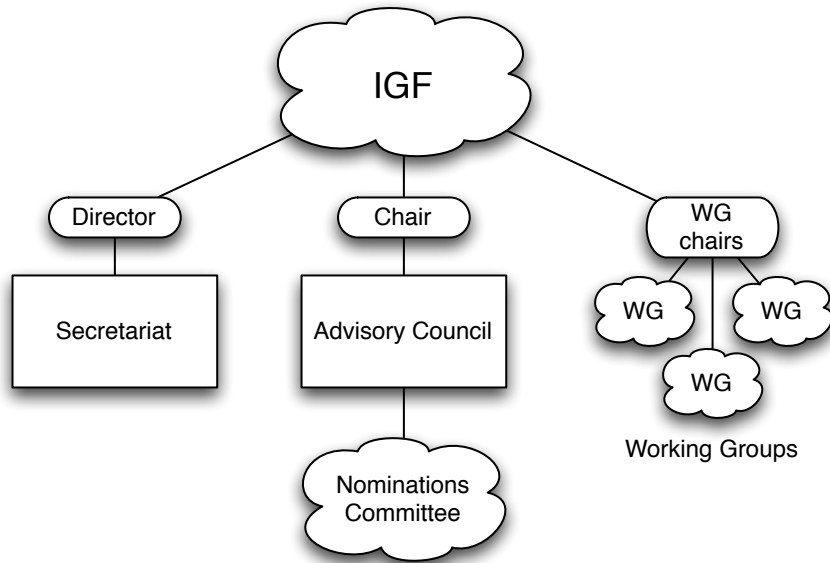 IGF
Director
Chair
WG
chairs
Secretariat
Advisory Council
WG
WG
WG
Working Groups
Nominations
Committee